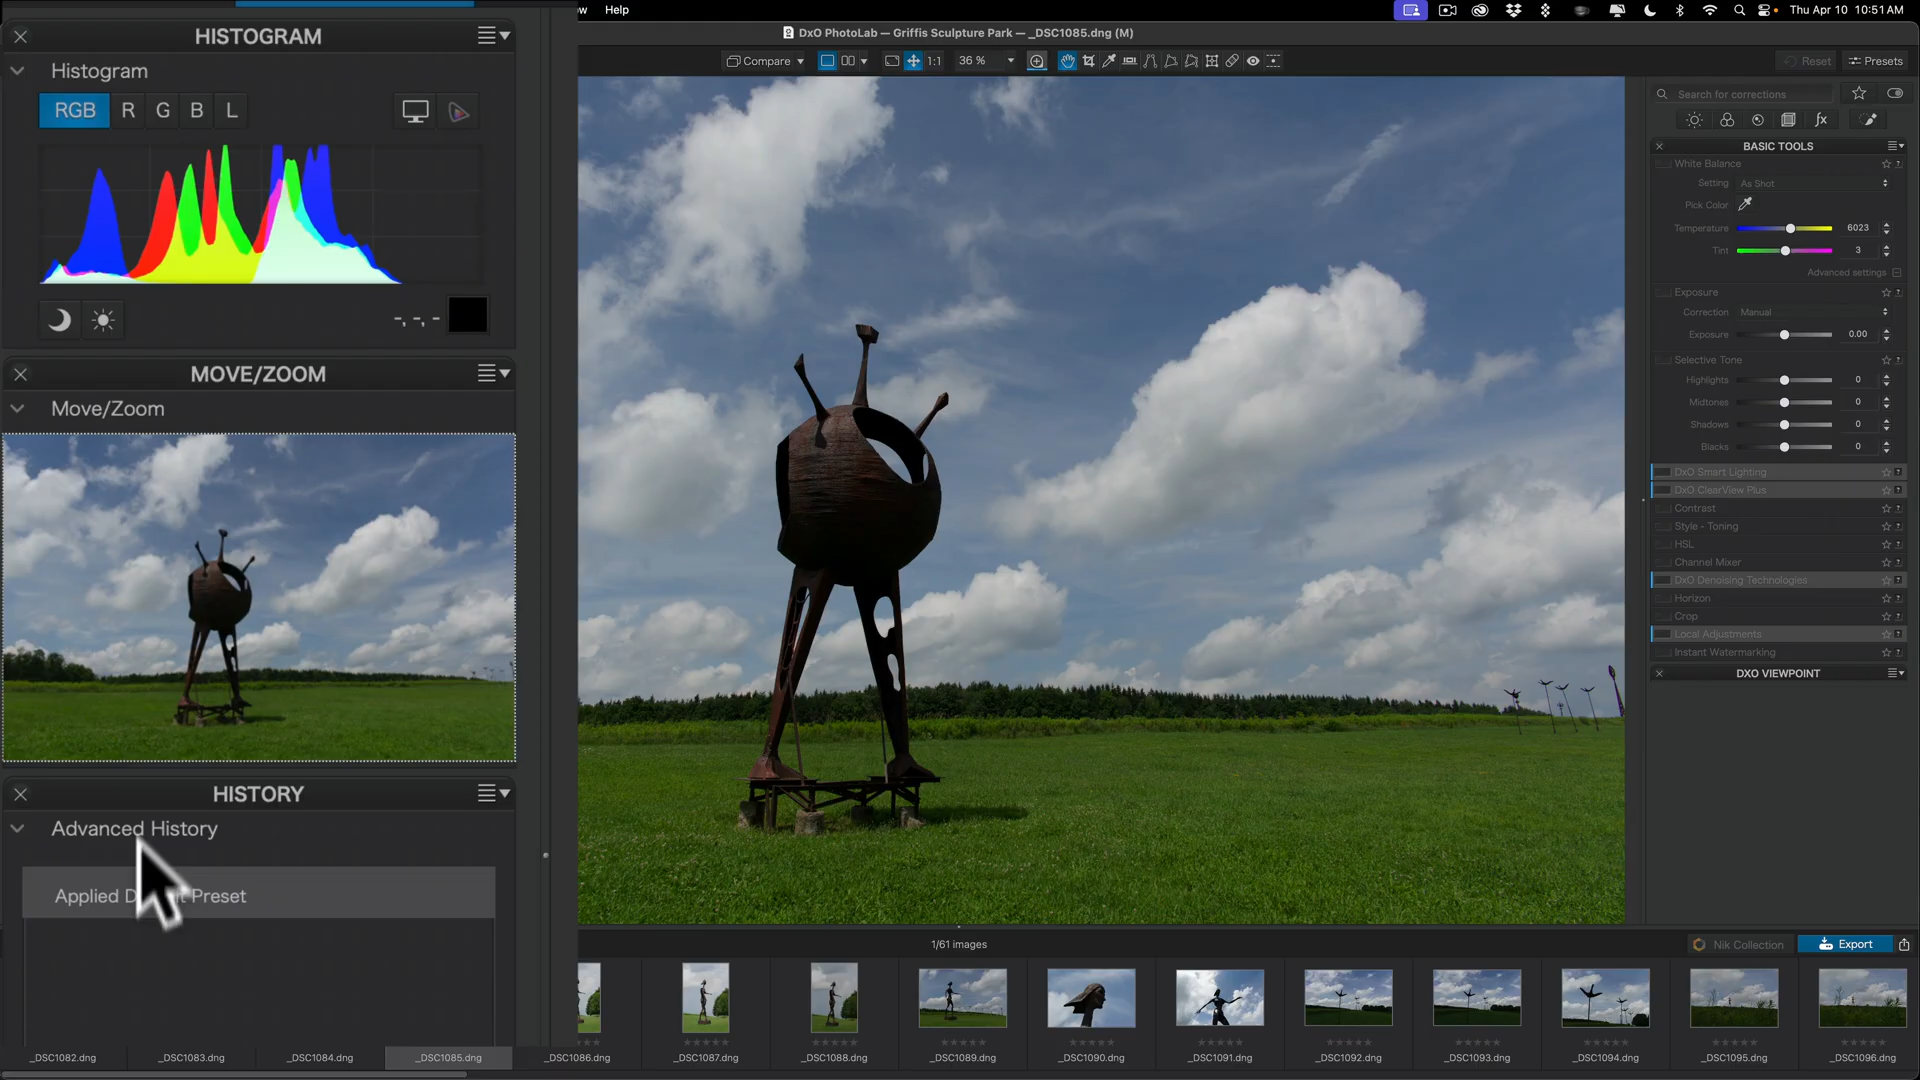 Help
Thu Apr 10 10:51 AM
DxO PhotoLab — Griffis Sculpture Park — _DSC1085.dng (M)
Compare
1:1
36 %
Reset
Presets
HISTOGRAM
Histogram
RGB R G B L
-, -, -
MOVE/ZOOM
Move/Zoom
HISTORY
Advanced History
Applied Preset
Search for corrections
fx
BASIC TOOLS
White Balance
Setting As Shot
Pick Color
Temperature 6023
Tint 3
Advanced settings
Exposure
Correction Manual
Exposure 0.00
Selective Tone
Highlights 0
Midtones 0
Shadows 0
Blacks 0
DxO Smart Lighting
DxO ClearView Plus
Contrast
Style - Toning
HSL
Channel Mixer
DxO Denoising Technologies
Horizon
Crop
Local Adjustments
Instant Watermarking
DXO VIEWPOINT
1/61 images
Nik Collection
Export
_DSC1082.dng
_DSC1083.dng
_DSC1084.dng
_DSC1085.dng
_DSC1086.dng
_DSC1087.dng
_DSC1088.dng
_DSC1089.dng
_DSC1090.dng
_DSC1091.dng
_DSC1092.dng
_DSC1093.dng
_DSC1094.dng
_DSC1095.dng
_DSC1096.dng